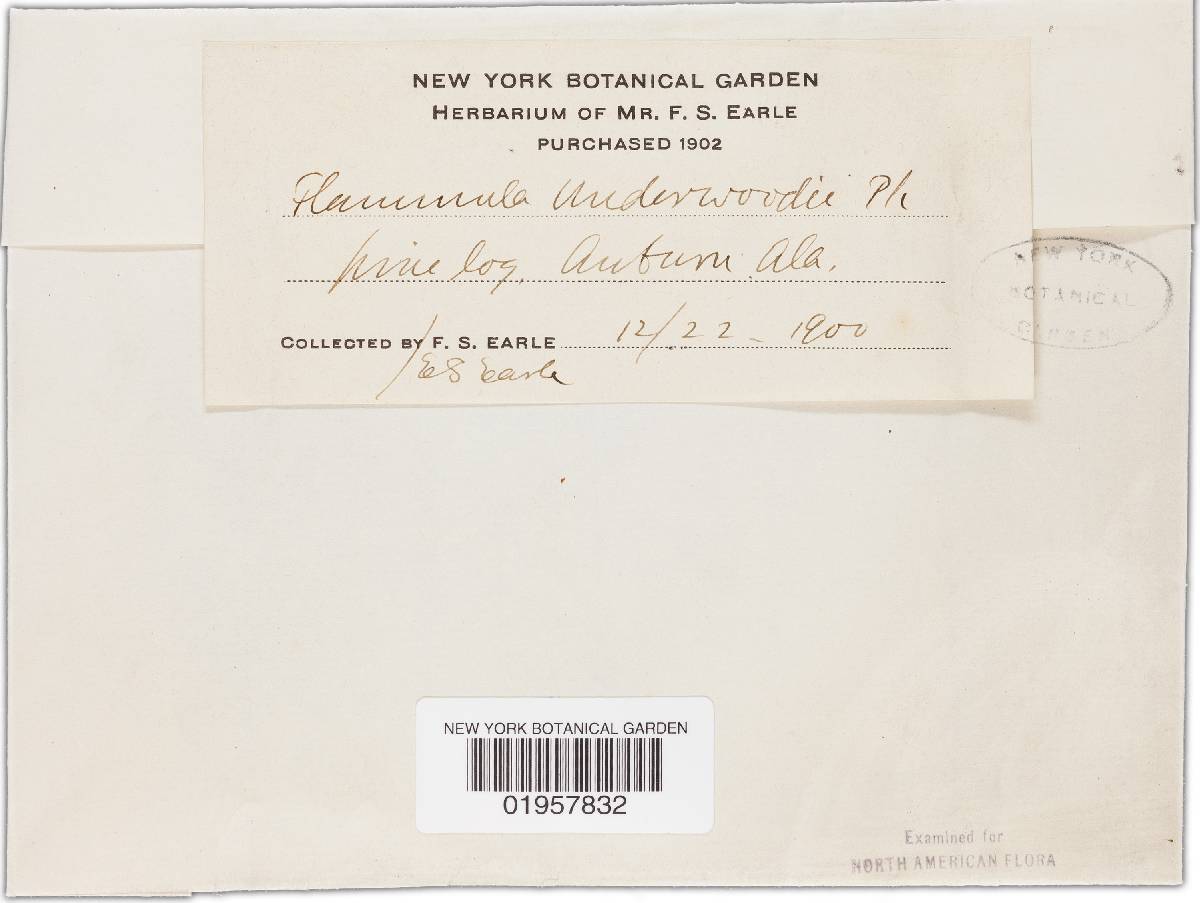 NEW YORK BOTANICAL GARDEN
HERBARIUM OF MR. F. S. EARLE
PURCHASED 1902
Flammula Underwoodii Pk
pine log, Auburn Ala.
COLLECTED BY F. S. EARLE 12/22 - 1900
/ES Earle
NEW YORK
BOTANICAL
GARDEN
NEW YORK BOTANICAL GARDEN
01957832
Examined for
NORTH AMERICAN FLORA